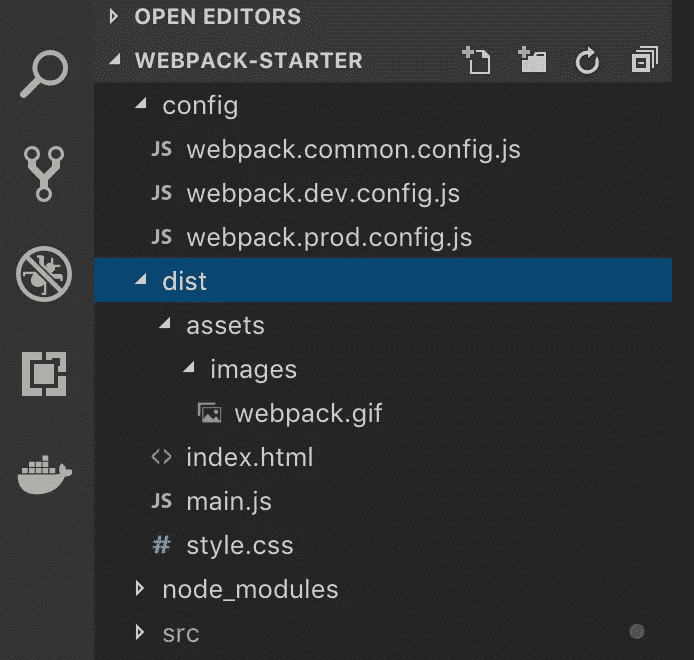 OPEN EDITORS
WEBPACK-STARTER
config
JS webpack.common.config.js
JS webpack.dev.config.js
JS webpack.prod.config.js
dist
assets
images
webpack.gif
<> index.html
JS main.js
# style.css
node_modules
src